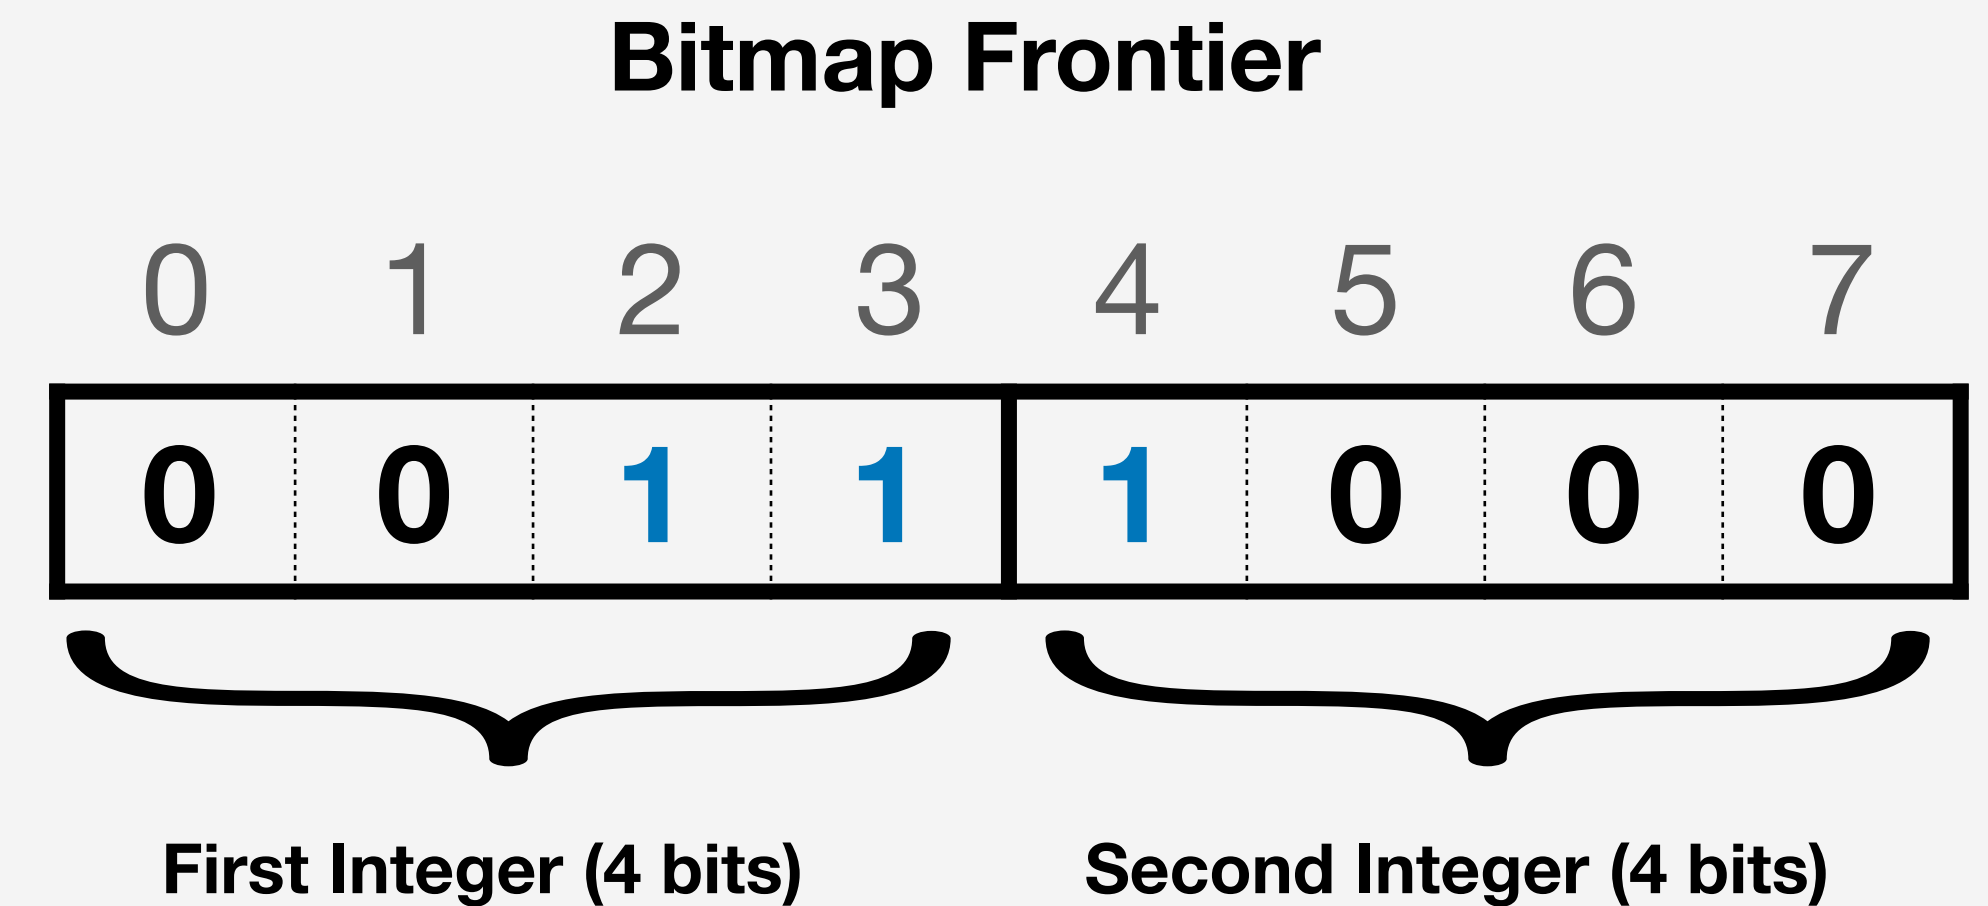 Bitmap Frontier
0 1 2 3 4 5 6 7
0 0 1 1 1 0 0 0
First Integer (4 bits) Second Integer (4 bits)